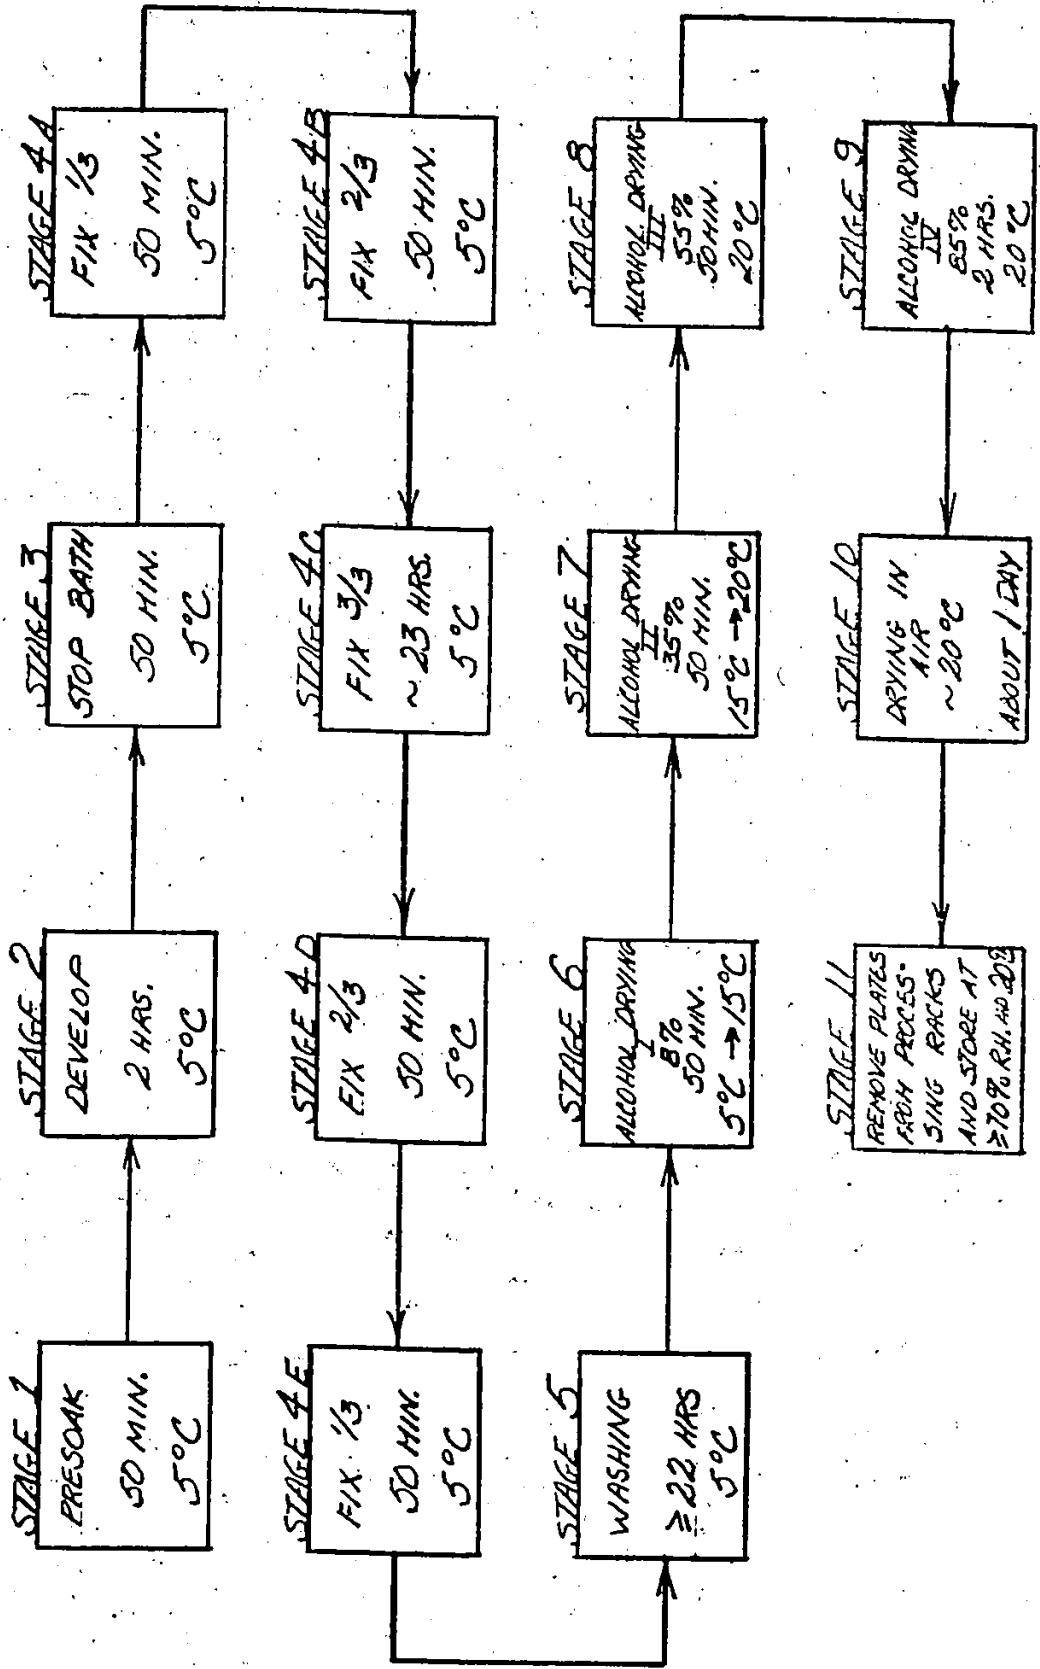 STAGE 1
PRESOAK
50 MIN.
5°C
STAGE 2
DEVELOP
2 HRS.
5°C
STAGE 3
STOP BATH
50 MIN.
5°C
STAGE 4A
FIX 1/3
50 MIN.
5°C
STAGE 4B
FIX 2/3
50 MIN.
5°C
STAGE 4C
FIX 3/3
~ 23 HRS.
5°C
STAGE 4D
FIX 2/3
50 MIN.
5°C
STAGE 4E
FIX 1/3
50 MIN.
5°C
STAGE 5
WASHING
≥22 HRS
5°C
STAGE 6
ALCOHOL DRYING
I
8%
50 MIN.
5°C → 15°C
STAGE 7
ALCOHOL DRYING
II
35%
50 MIN.
15°C → 20°C
STAGE 8
ALCOHOL DRYING
III
55%
50 MIN.
20°C
STAGE 9
ALCOHOL DRYING
IV
85%
2 HRS.
20°C
STAGE 10
DRYING IN
AIR
~ 20°C
ABOUT 1 DAY
STAGE 11
REMOVE PLATES
FROM PROCES-
SING RACKS
AND STORE AT
≥70% R.H. AND